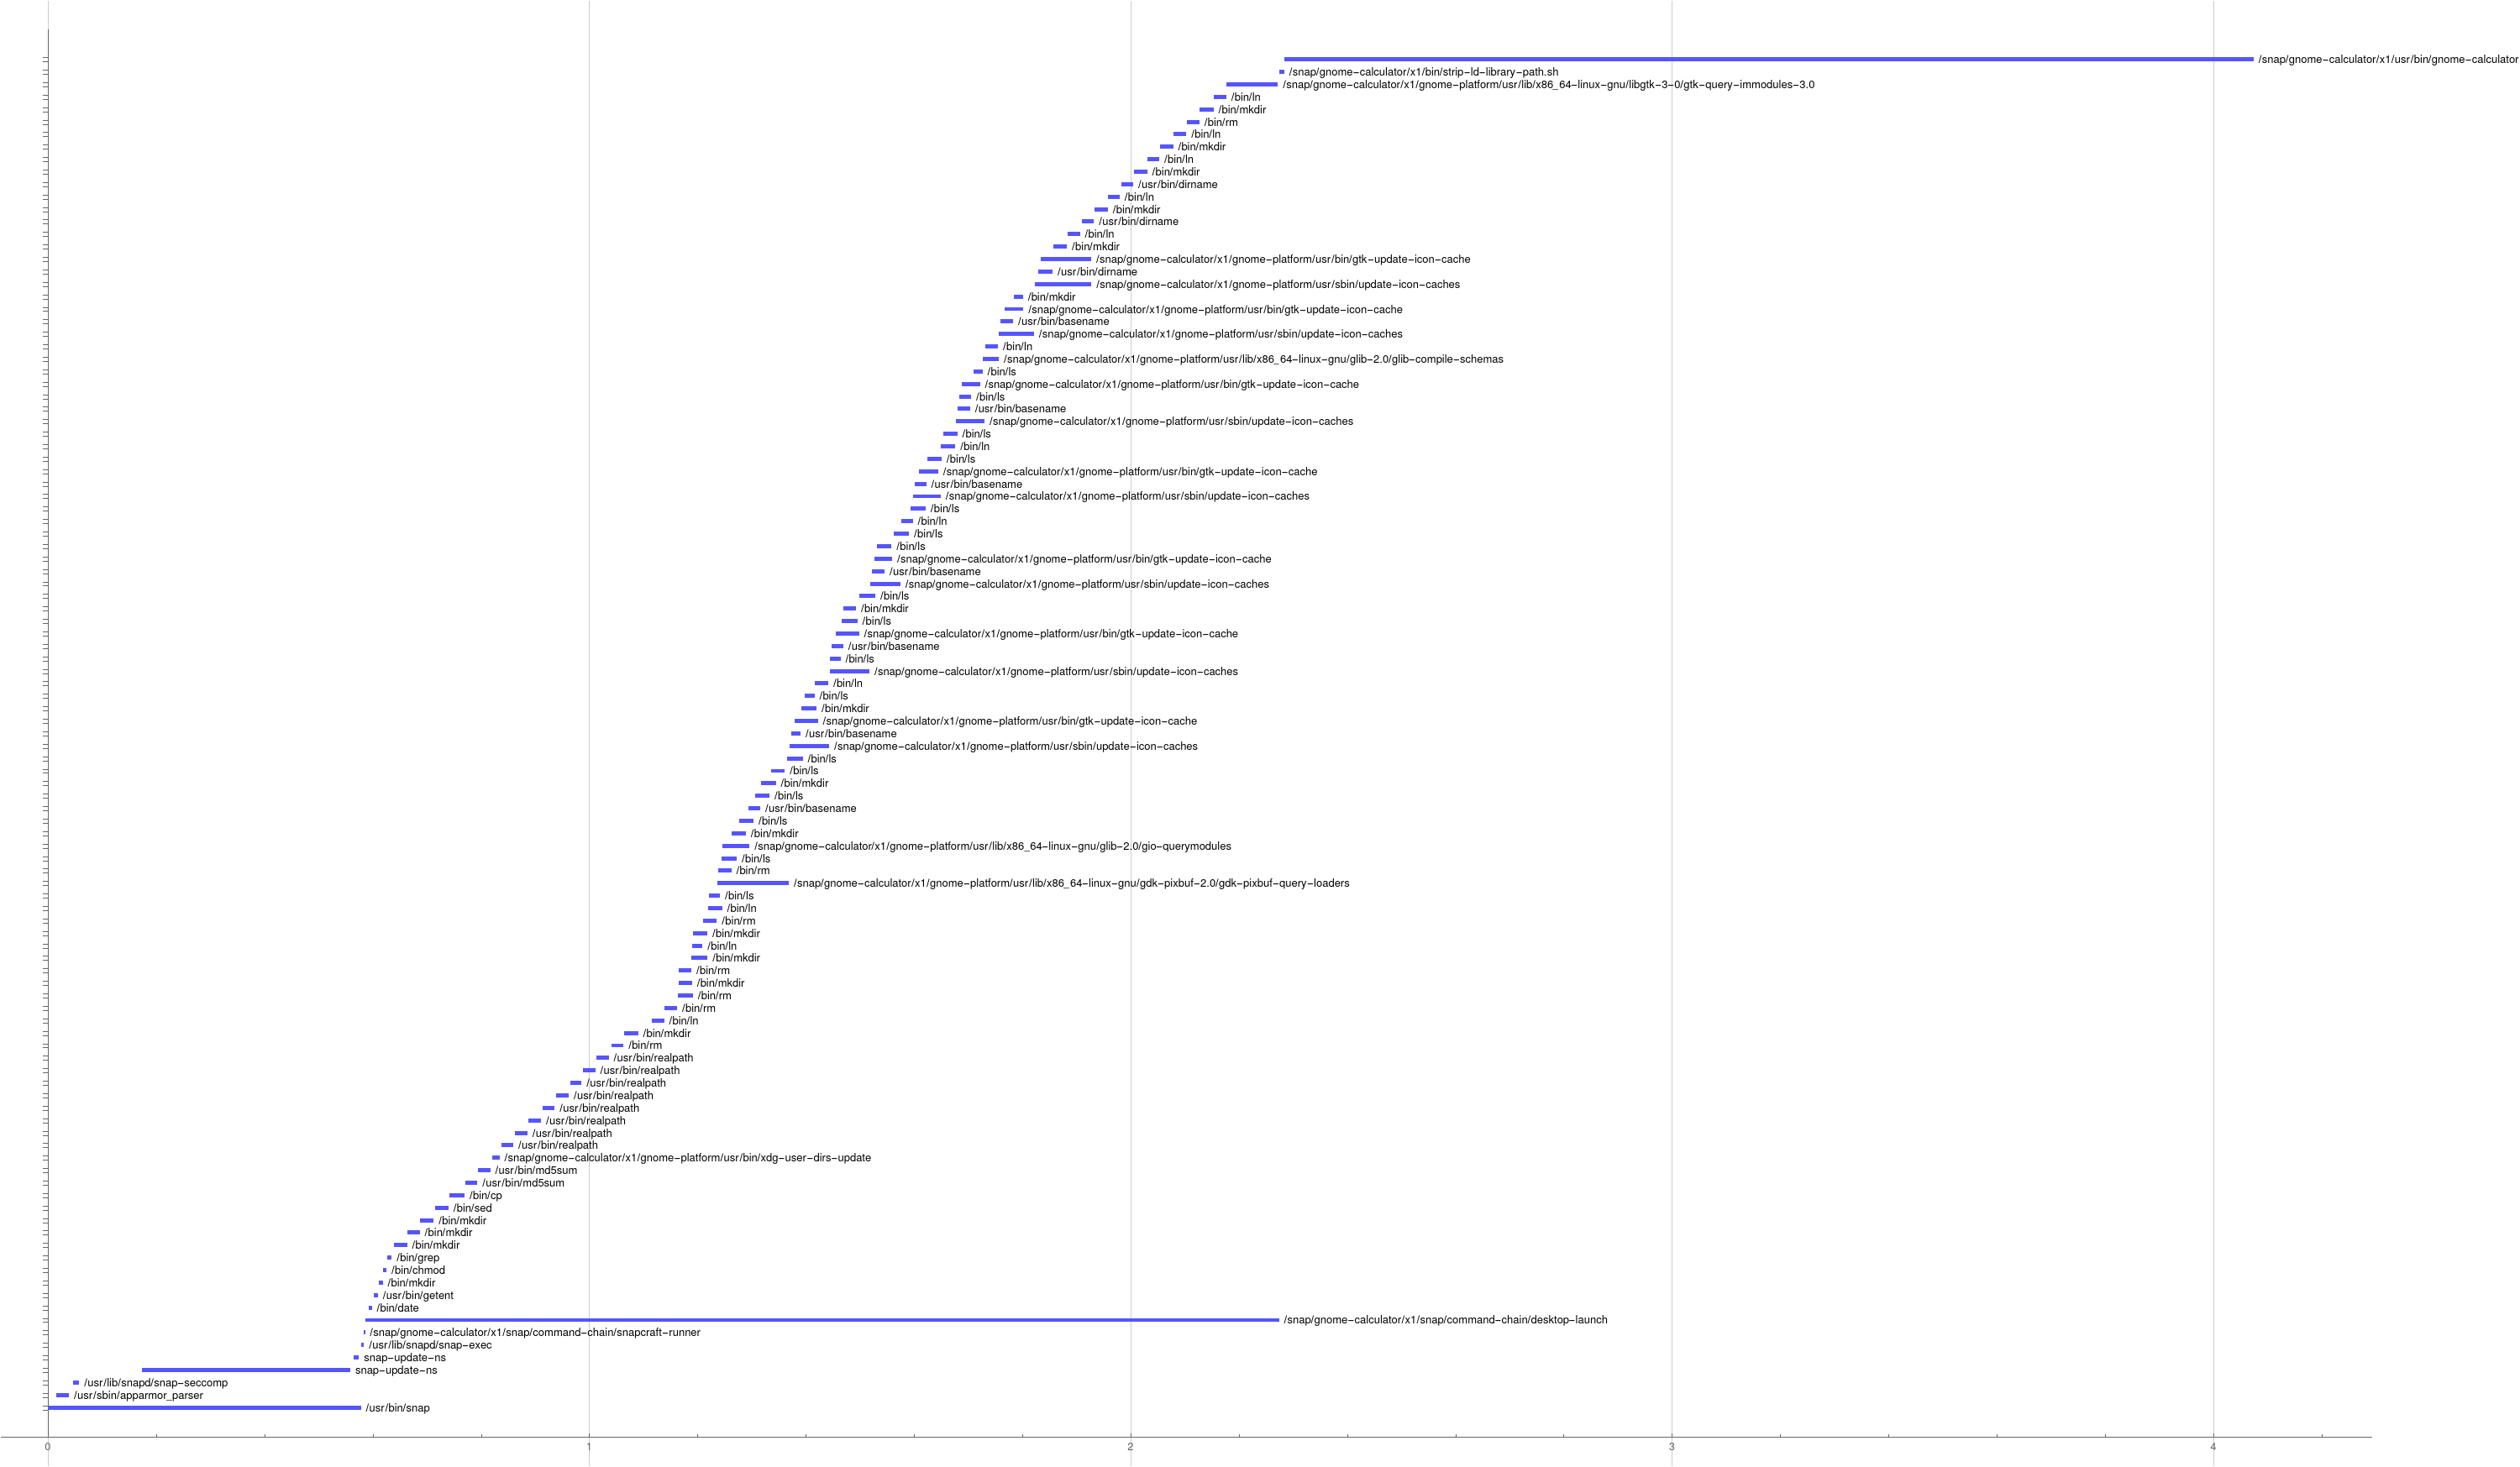 /snap/gnome-calculator/x1/usr/bin/gnome-calculator
/snap/gnome-calculator/x1/bin/strip-ld-library-path.sh
/snap/gnome-calculator/x1/gnome-platform/usr/lib/x86_64-linux-gnu/libgtk-3-0/gtk-query-immodules-3.0
/bin/ln
/bin/mkdir
/bin/rm
/bin/ln
/bin/mkdir
/bin/ln
/bin/mkdir
/usr/bin/dirname
/bin/ln
/bin/mkdir
/usr/bin/dirname
/bin/ln
/bin/mkdir
/snap/gnome-calculator/x1/gnome-platform/usr/bin/gtk-update-icon-cache
/usr/bin/dirname
/snap/gnome-calculator/x1/gnome-platform/usr/sbin/update-icon-caches
/bin/mkdir
/snap/gnome-calculator/x1/gnome-platform/usr/bin/gtk-update-icon-cache
/usr/bin/basename
/snap/gnome-calculator/x1/gnome-platform/usr/sbin/update-icon-caches
/bin/ln
/snap/gnome-calculator/x1/gnome-platform/usr/lib/x86_64-linux-gnu/glib-2.0/glib-compile-schemas
/bin/ls
/snap/gnome-calculator/x1/gnome-platform/usr/bin/gtk-update-icon-cache
/bin/ls
/usr/bin/basename
/snap/gnome-calculator/x1/gnome-platform/usr/sbin/update-icon-caches
/bin/ls
/bin/ln
/bin/ls
/snap/gnome-calculator/x1/gnome-platform/usr/bin/gtk-update-icon-cache
/usr/bin/basename
/snap/gnome-calculator/x1/gnome-platform/usr/sbin/update-icon-caches
/bin/ls
/bin/ln
/bin/ls
/bin/ls
/snap/gnome-calculator/x1/gnome-platform/usr/bin/gtk-update-icon-cache
/usr/bin/basename
/snap/gnome-calculator/x1/gnome-platform/usr/sbin/update-icon-caches
/bin/ls
/bin/mkdir
/bin/ls
/snap/gnome-calculator/x1/gnome-platform/usr/bin/gtk-update-icon-cache
/usr/bin/basename
/bin/ls
/snap/gnome-calculator/x1/gnome-platform/usr/sbin/update-icon-caches
/bin/ln
/bin/ls
/bin/mkdir
/snap/gnome-calculator/x1/gnome-platform/usr/bin/gtk-update-icon-cache
/usr/bin/basename
/snap/gnome-calculator/x1/gnome-platform/usr/sbin/update-icon-caches
/bin/ls
/bin/ls
/bin/mkdir
/bin/ls
/usr/bin/basename
/bin/ls
/bin/mkdir
/snap/gnome-calculator/x1/gnome-platform/usr/lib/x86_64-linux-gnu/glib-2.0/gio-querymodules
/bin/ls
/bin/rm
/snap/gnome-calculator/x1/gnome-platform/usr/lib/x86_64-linux-gnu/gdk-pixbuf-2.0/gdk-pixbuf-query-loaders
/bin/ls
/bin/ln
/bin/rm
/bin/mkdir
/bin/ln
/bin/mkdir
/bin/rm
/bin/mkdir
/bin/rm
/bin/rm
/bin/ln
/bin/mkdir
/bin/rm
/usr/bin/realpath
/usr/bin/realpath
/usr/bin/realpath
/usr/bin/realpath
/usr/bin/realpath
/usr/bin/realpath
/usr/bin/realpath
/usr/bin/realpath
/snap/gnome-calculator/x1/gnome-platform/usr/bin/xdg-user-dirs-update
/usr/bin/md5sum
/usr/bin/md5sum
/bin/cp
/bin/sed
/bin/mkdir
/bin/mkdir
/bin/mkdir
/bin/grep
/bin/chmod
/bin/mkdir
/usr/bin/getent
/bin/date
/snap/gnome-calculator/x1/snap/command-chain/desktop-launch
/snap/gnome-calculator/x1/snap/command-chain/snapcraft-runner
/usr/lib/snapd/snap-exec
snap-update-ns
snap-update-ns
/usr/lib/snapd/snap-seccomp
/usr/sbin/apparmor_parser
/usr/bin/snap
0 1 2 3 4